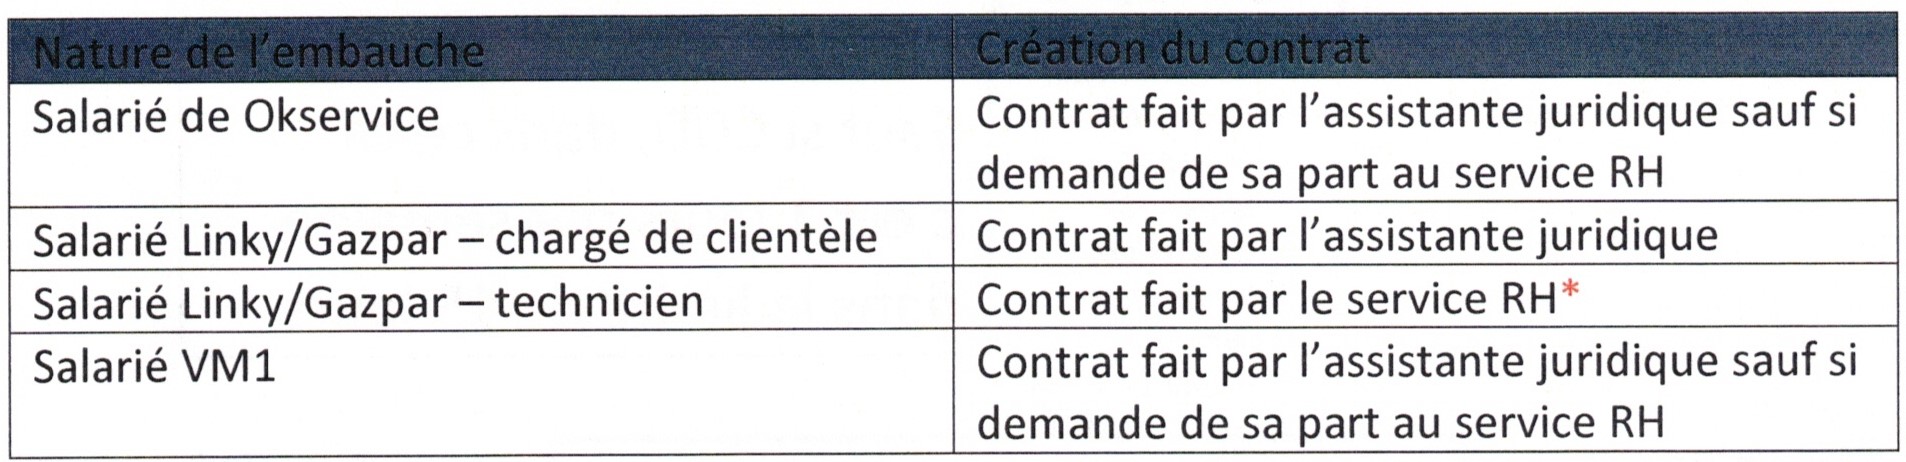 Nature de l'embauche
Création du contrat
Salarié de Okservice
Contrat fait par l'assistante juridique sauf si
demande de sa part au service RH
Salarié Linky/Gazpar – chargé de clientèle
Contrat fait par l'assistante juridique
Salarié Linky/Gazpar – technicien
Contrat fait par le service RH*
Salarié VM1
Contrat fait par l'assistante juridique sauf si
demande de sa part au service RH